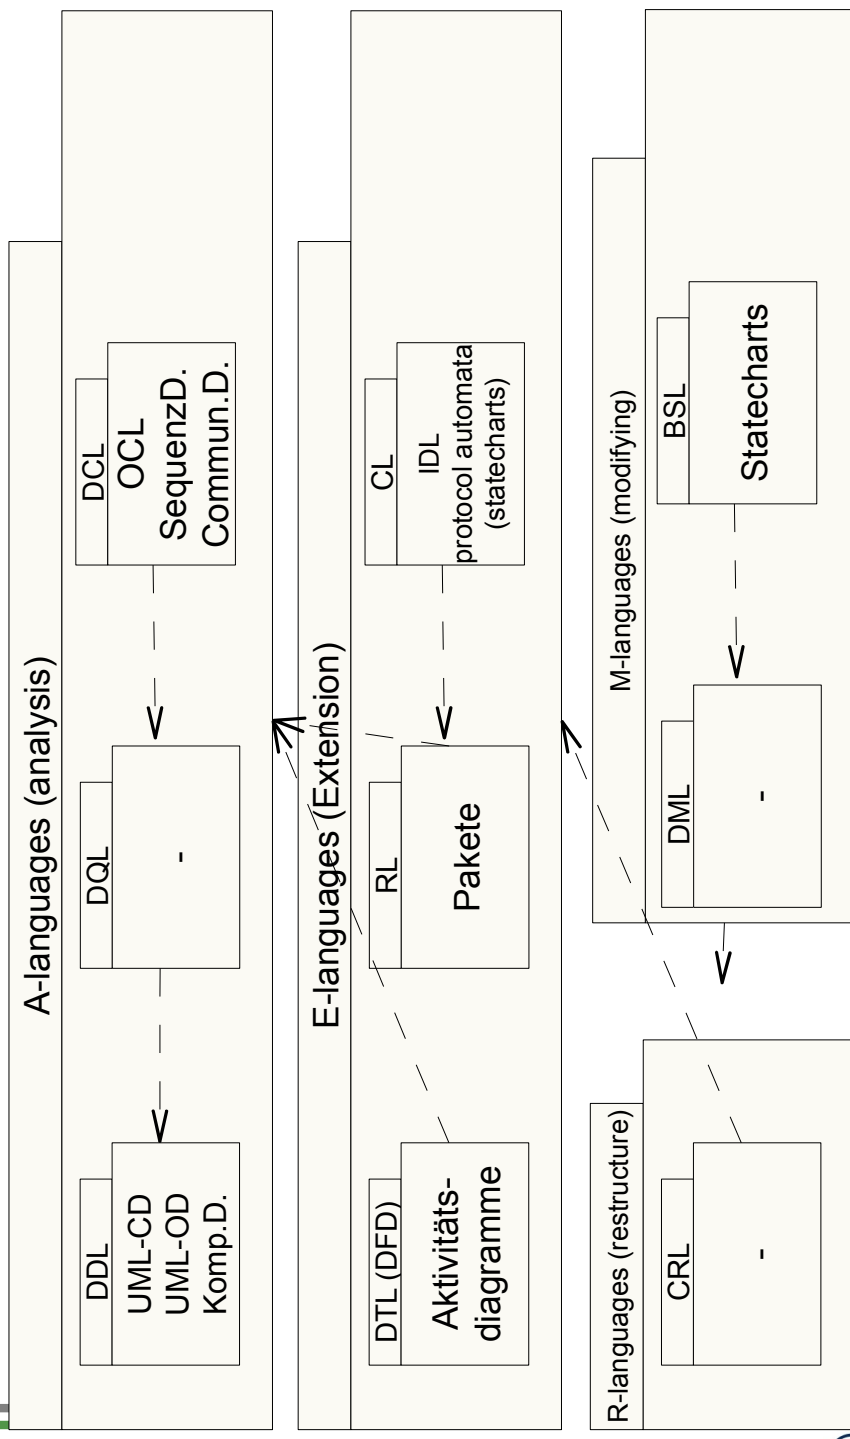 A-languages (analysis)
DDL
UML-CD
UML-OD
Komp.D.
DQL
-
DCL
OCL
SequenzD.
Commun.D.
E-languages (Extension)
DTL (DFD)
Aktivitäts-
diagramme
RL
Pakete
CL
IDL
protocol automata
(statecharts)
R-languages (restructure)
CRL
-
M-languages (modifying)
DML
-
BSL
Statecharts